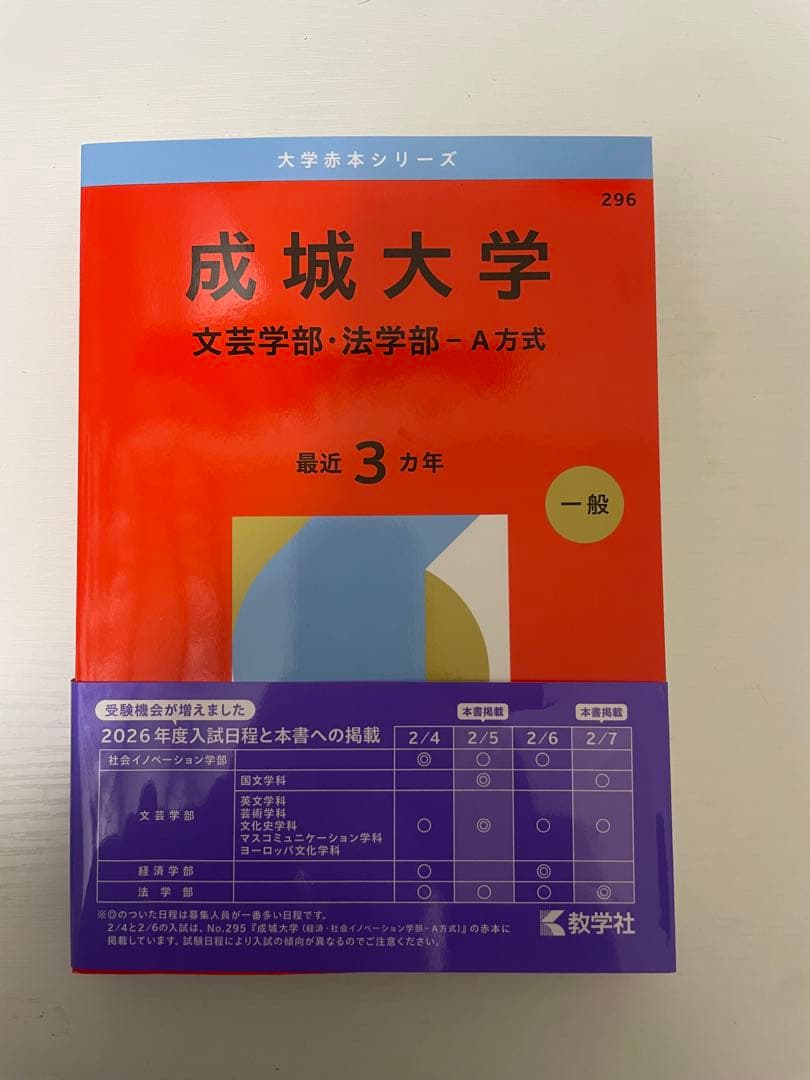 大学赤本シリーズ
296
成城大学
文芸学部・法学部－A方式
最近3カ年
一般
受験機会が増えました
本書掲載 本書掲載
2026年度入試日程と本書への掲載 2/4 2/5 2/6 2/7
社会イノベーション学部 ◎ ○ ○
国文学科 ◎ ○
文芸学部
英文学科
芸術学科
文化史学科 ○ ◎ ○ ○
マスコミュニケーション学科
ヨーロッパ文化学科
経済学部 ○ ◎
法学部 ○ ○ ○ ◎
※◎のついた日程は募集人員が一番多い日程です。
2/4と2/6の入試は、No.295『成城大学（経済・社会イノベーション学部－A方式）』の赤本に
掲載しています。試験日程により入試の傾向が異なるのでご注意ください。
教学社